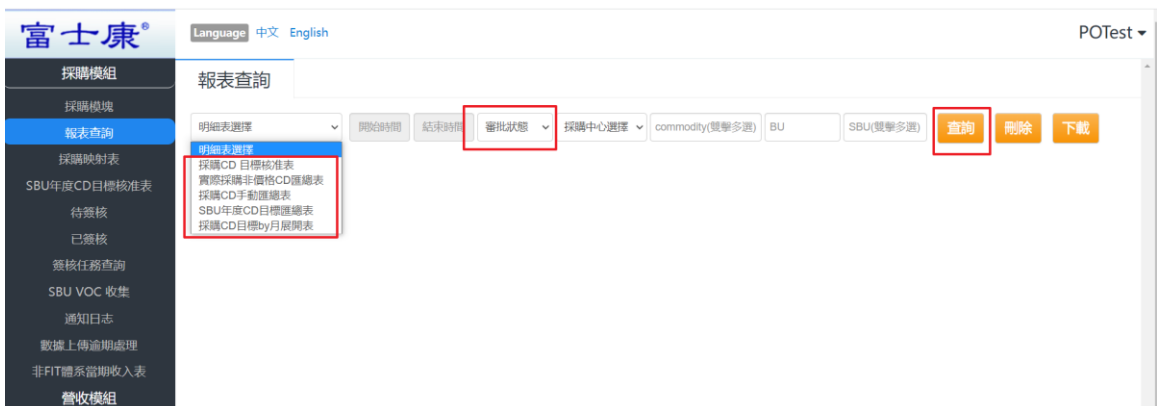 富士康®
Language 中文 English
POTest
採購模組
報表查詢
採購模塊
報表查詢
採購映射表
SBU年度CD目標核准表
待簽核
已簽核
簽核任務查詢
SBU VOC 收集
通知日志
數據上傳逾期處理
非FIT體系當期收入表
營收模組
明細表選擇 開始時間 結束時間 審批狀態 採購中心選擇 commodity(雙擊多選) BU SBU(雙擊多選) 查詢 刪除 下載
明細表選擇
採購CD 目標核准表
實際採購非價格CD匯總表
採購CD手動匯總表
SBU年度CD目標匯總表
採購CD目標by月展開表